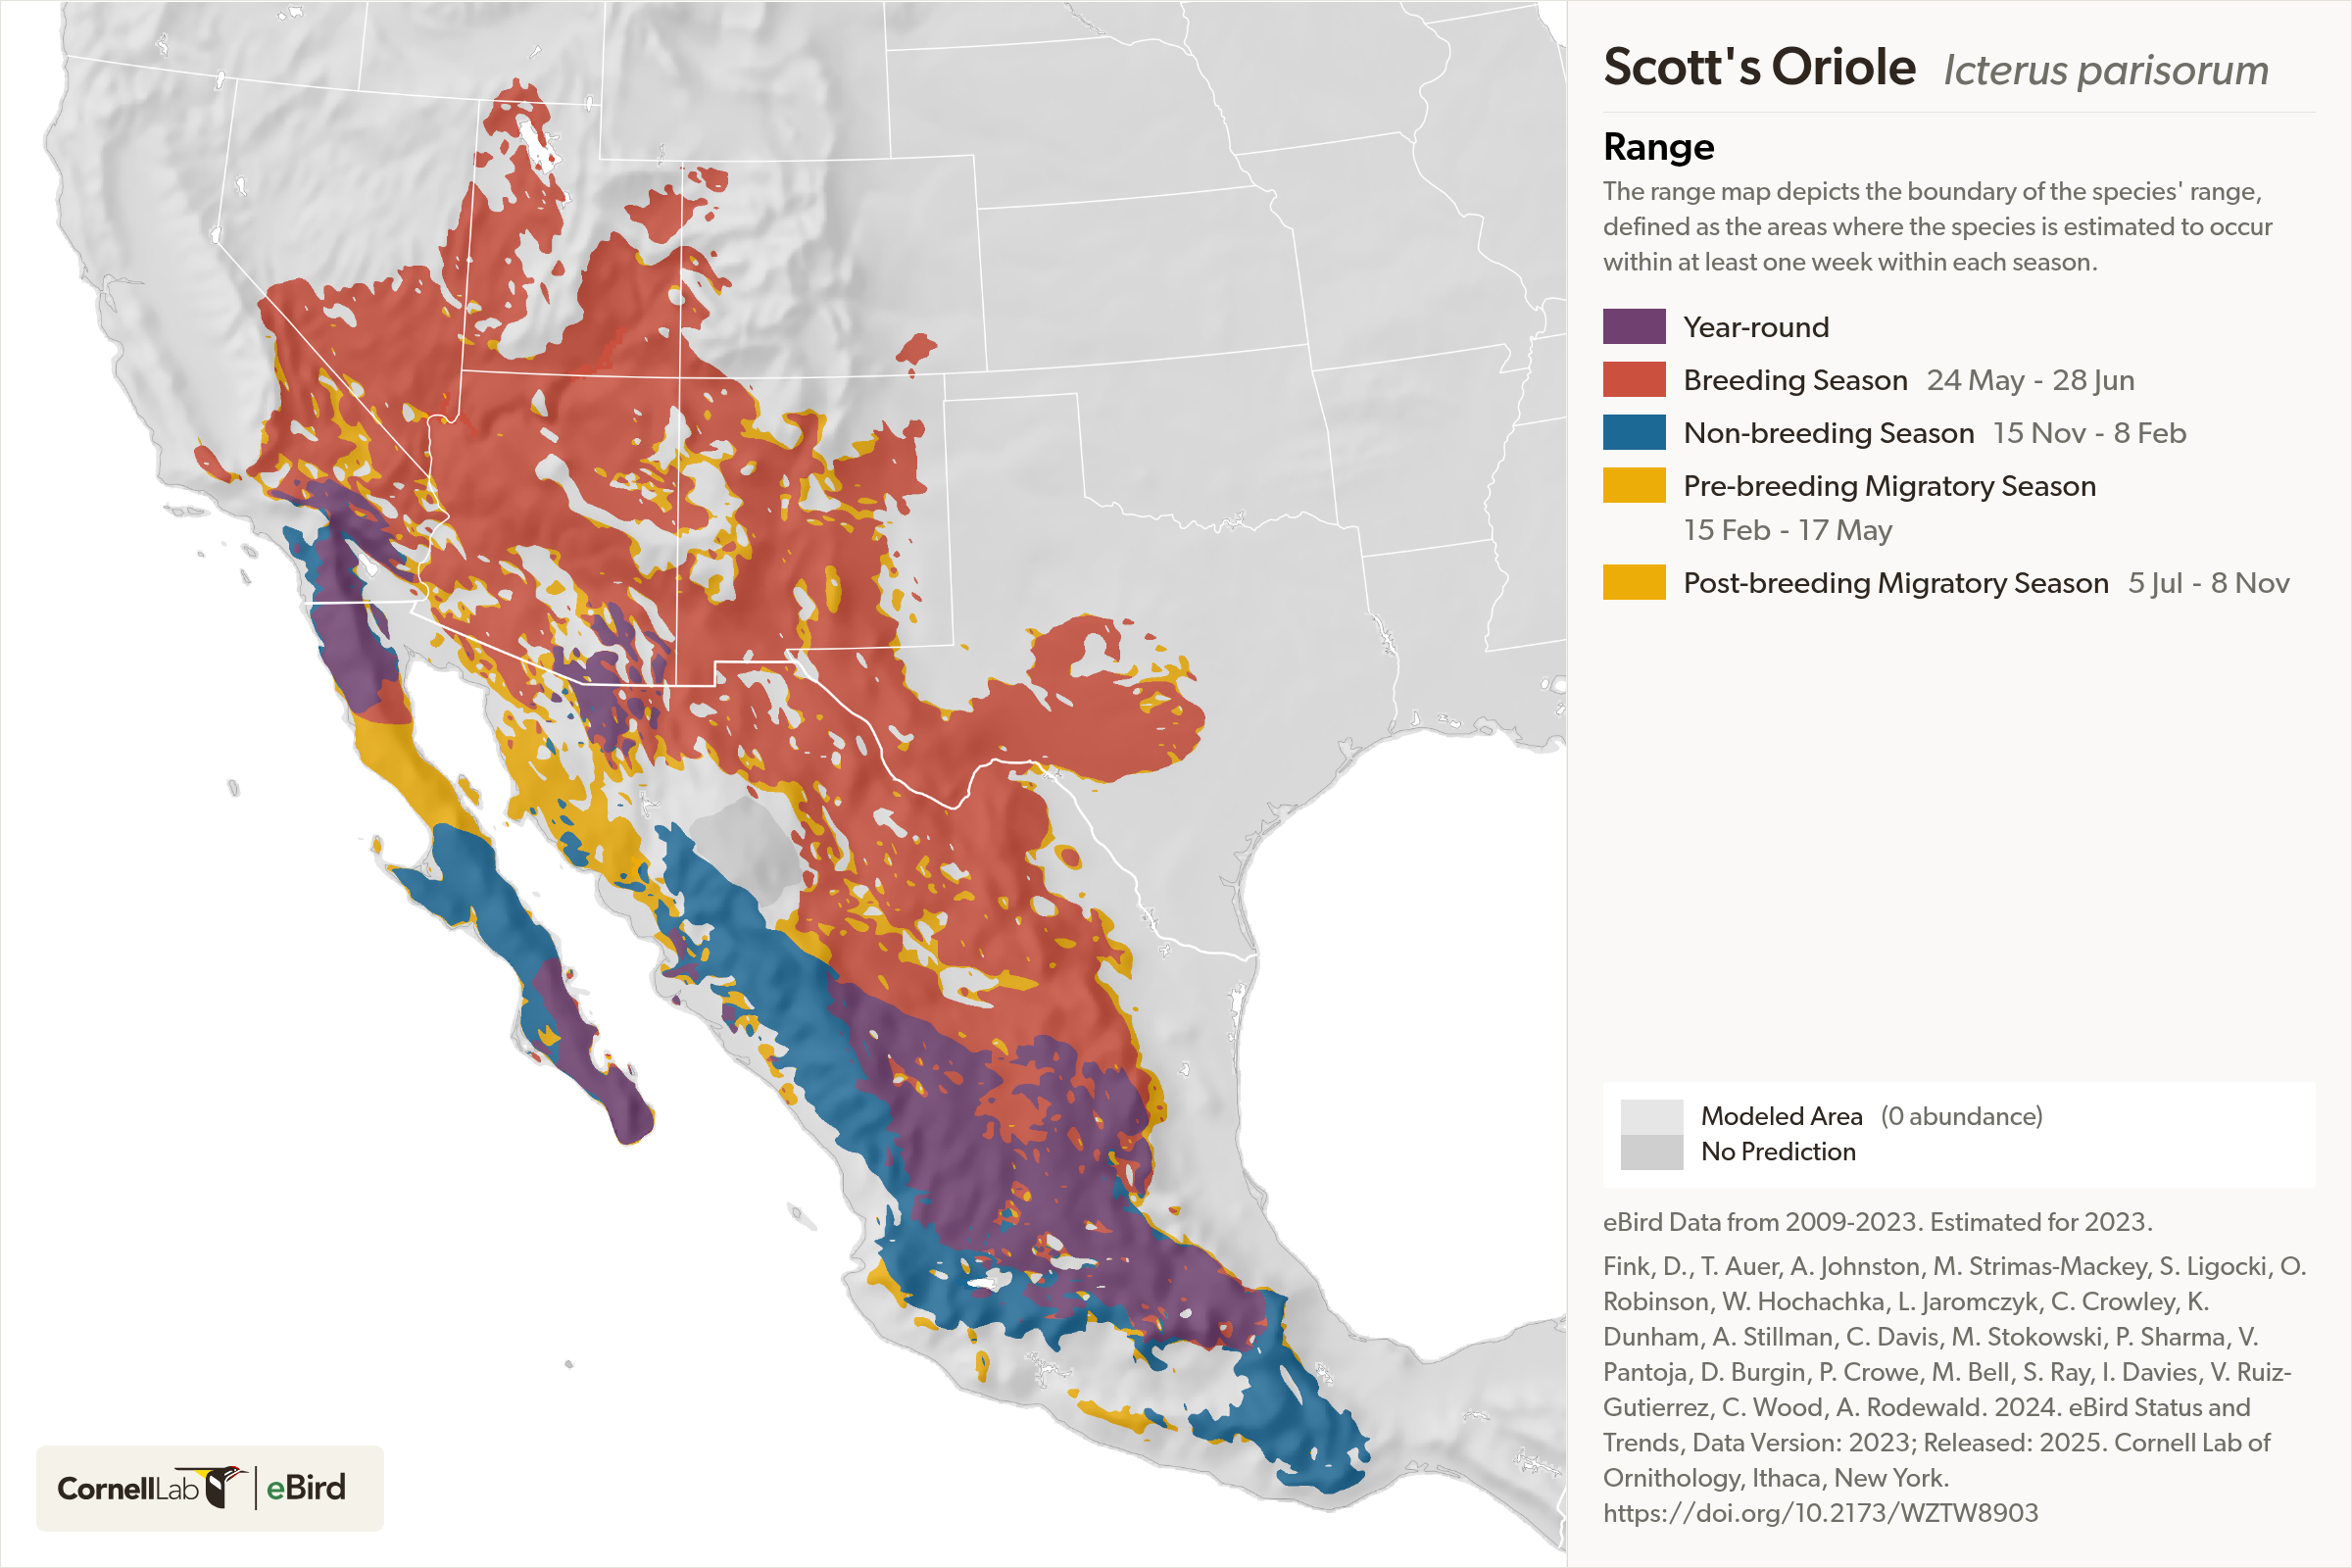 Scott's Oriole Icterus parisorum
Range
The range map depicts the boundary of the species' range,
defined as the areas where the species is estimated to occur
within at least one week within each season.
Year-round
Breeding Season 24 May - 28 Jun
Non-breeding Season 15 Nov - 8 Feb
Pre-breeding Migratory Season
15 Feb - 17 May
Post-breeding Migratory Season 5 Jul - 8 Nov
Modeled Area (0 abundance)
No Prediction
eBird Data from 2009-2023. Estimated for 2023.
Fink, D., T. Auer, A. Johnston, M. Strimas-Mackey, S. Ligocki, O.
Robinson, W. Hochachka, L. Jaromczyk, C. Crowley, K.
Dunham, A. Stillman, C. Davis, M. Stokowski, P. Sharma, V.
Pantoja, D. Burgin, P. Crowe, M. Bell, S. Ray, I. Davies, V. Ruiz-
Gutierrez, C. Wood, A. Rodewald. 2024. eBird Status and
Trends, Data Version: 2023; Released: 2025. Cornell Lab of
Ornithology, Ithaca, New York.
https://doi.org/10.2173/WZTW8903
CornellLab eBird